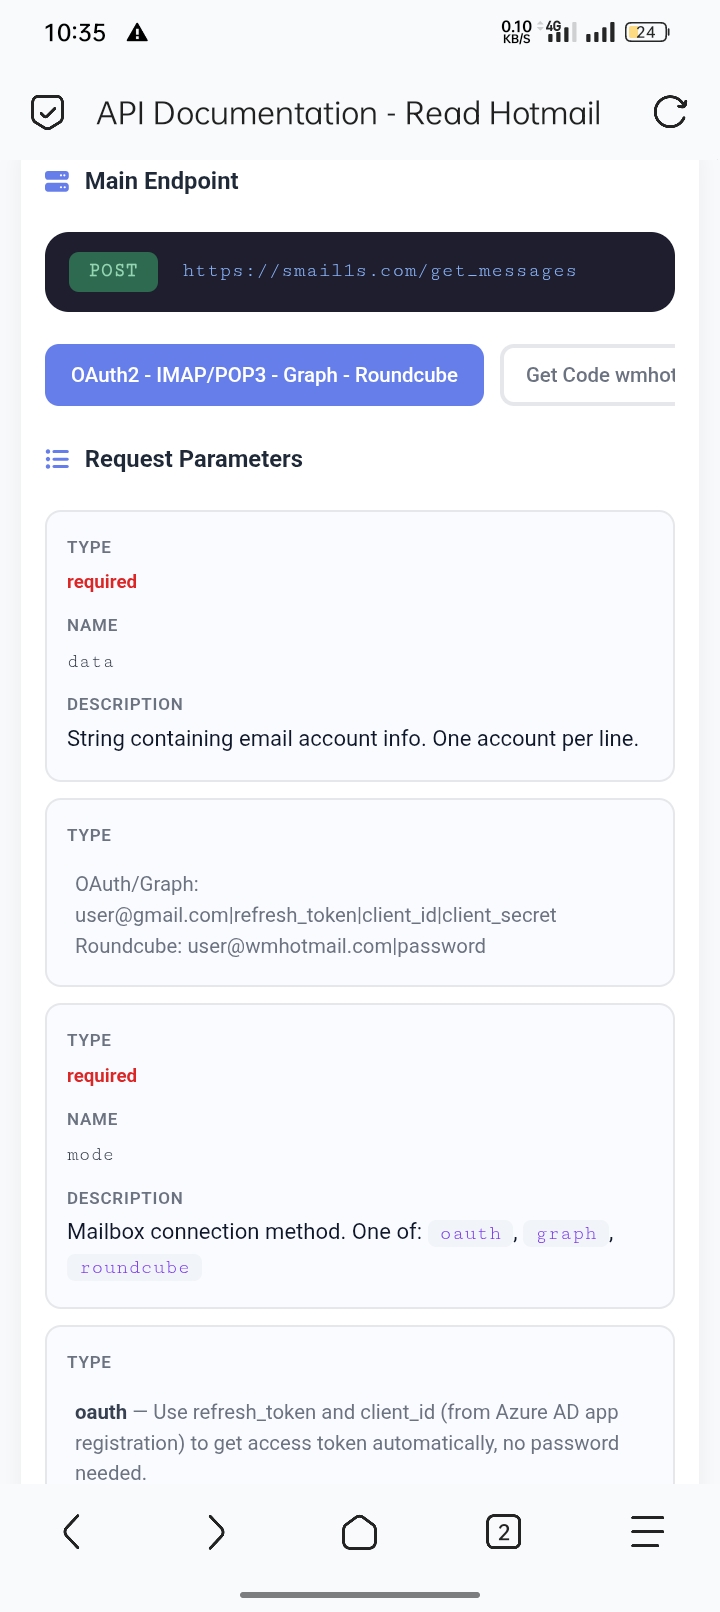 10:35
0.10 KB/S 4G 24
API Documentation - Read Hotmail
Main Endpoint
POST https://smail1s.com/get_messages
OAuth2 - IMAP/POP3 - Graph - Roundcube Get Code wmhot
Request Parameters
TYPE
required
NAME
data
DESCRIPTION
String containing email account info. One account per line.
TYPE
OAuth/Graph:
user@gmail.com|refresh_token|client_id|client_secret
Roundcube: user@wmhotmail.com|password
TYPE
required
NAME
mode
DESCRIPTION
Mailbox connection method. One of: oauth , graph ,
roundcube
TYPE
oauth — Use refresh_token and client_id (from Azure AD app
registration) to get access token automatically, no password
needed.
2